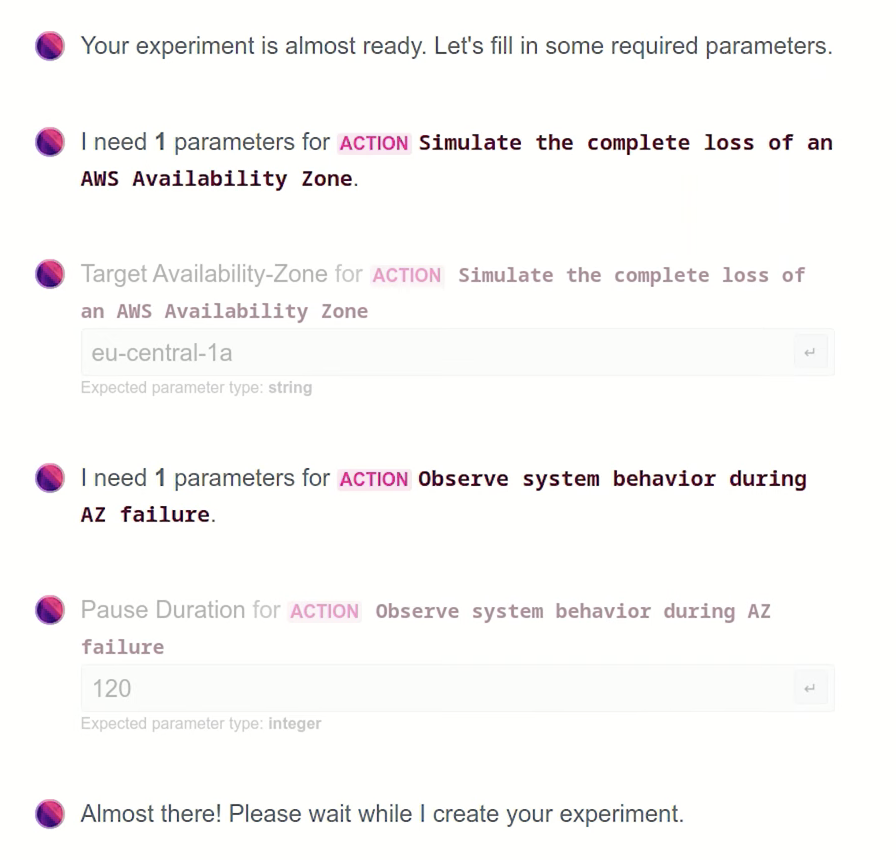 Your experiment is almost ready. Let's fill in some required parameters.
I need 1 parameters for ACTION Simulate the complete loss of an
AWS Availability Zone.
Target Availability-Zone for ACTION Simulate the complete loss of
an AWS Availability Zone
eu-central-1a ↵
Expected parameter type: string
I need 1 parameters for ACTION Observe system behavior during
AZ failure.
Pause Duration for ACTION Observe system behavior during AZ
failure
120 ↵
Expected parameter type: integer
Almost there! Please wait while I create your experiment.